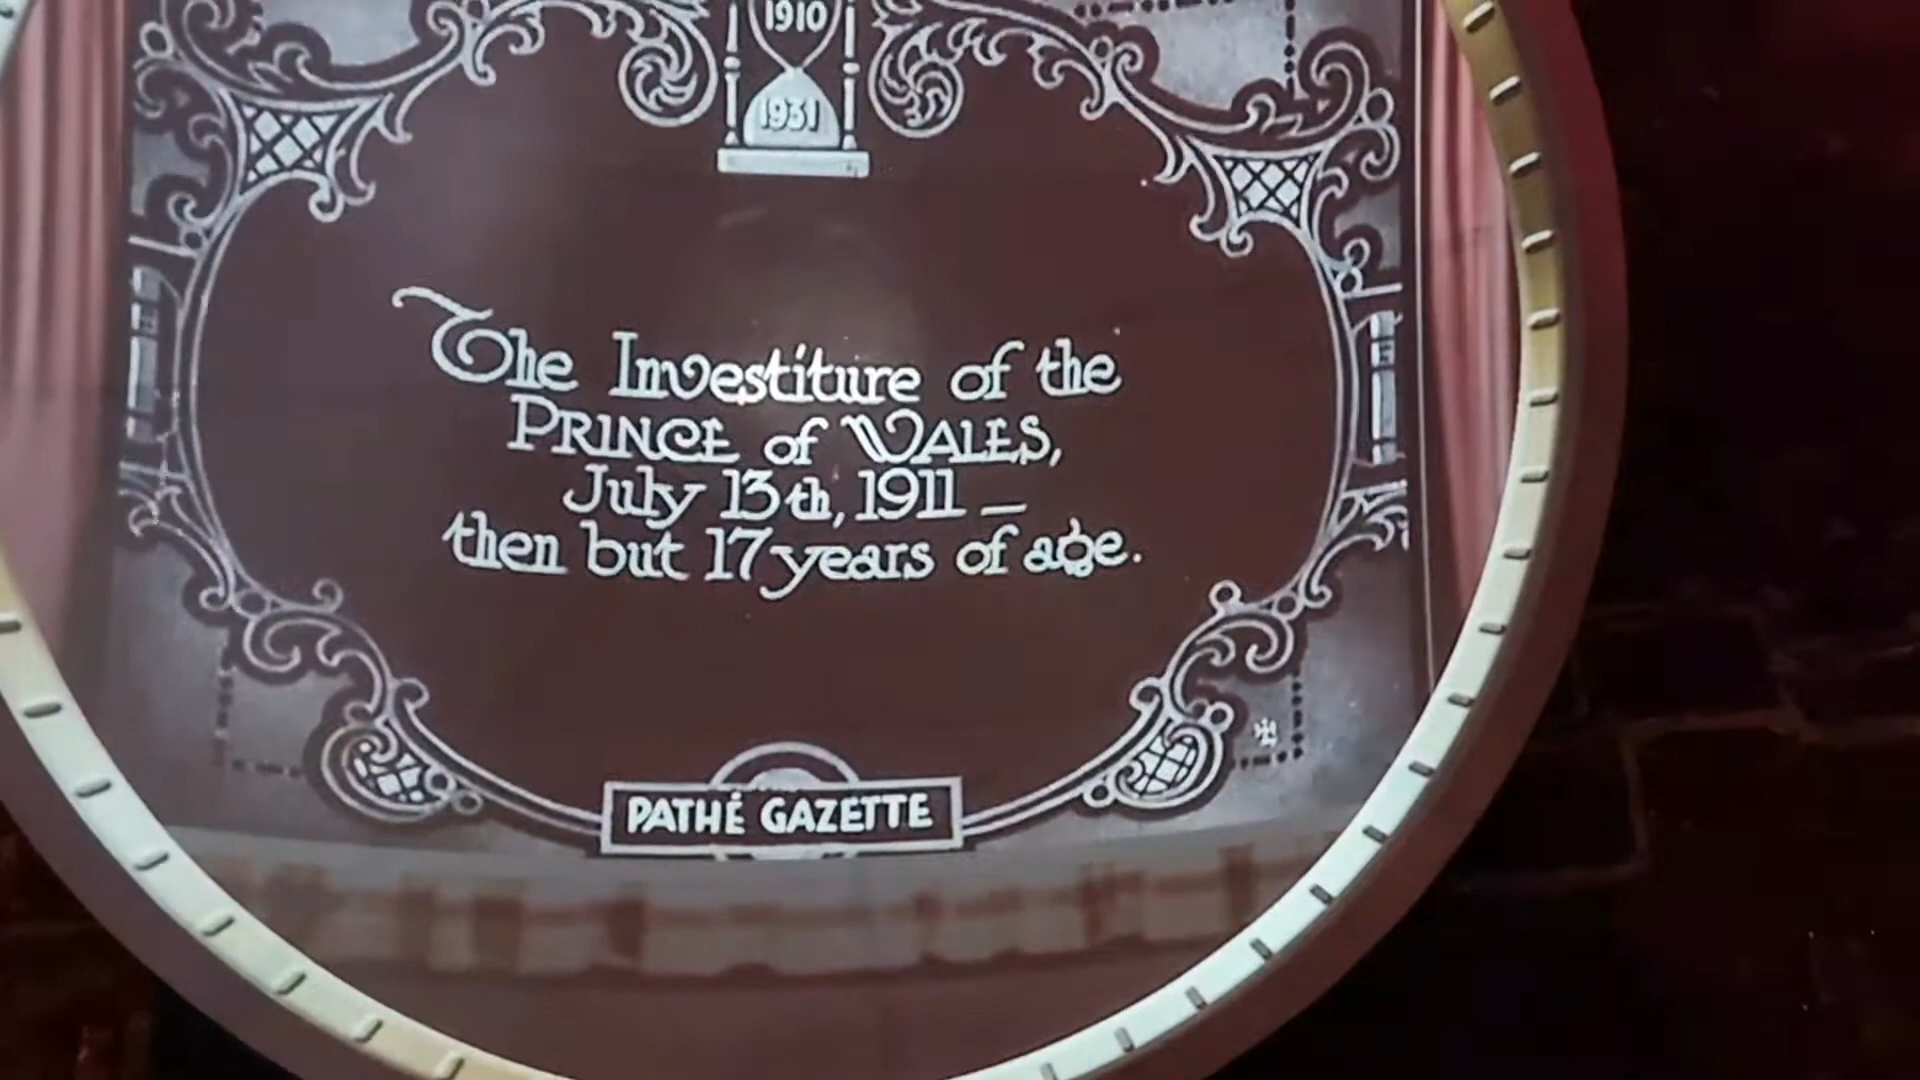 1910
1931
The Investiture of the
PRINCE of WALES,
July 13th, 1911 —
then but 17 years of age.
PATHÉ GAZETTE